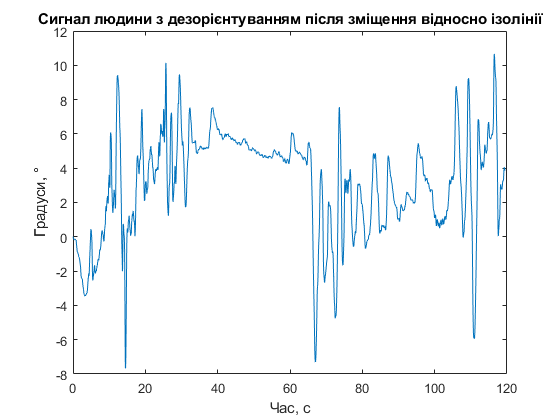 Сигнал людини з дезорієнтуванням після зміщення відносно ізолінії
12
10
8
6
4
2
0
-2
-4
-6
-8
Градуси, °
0 20 40 60 80 100 120
Час, с